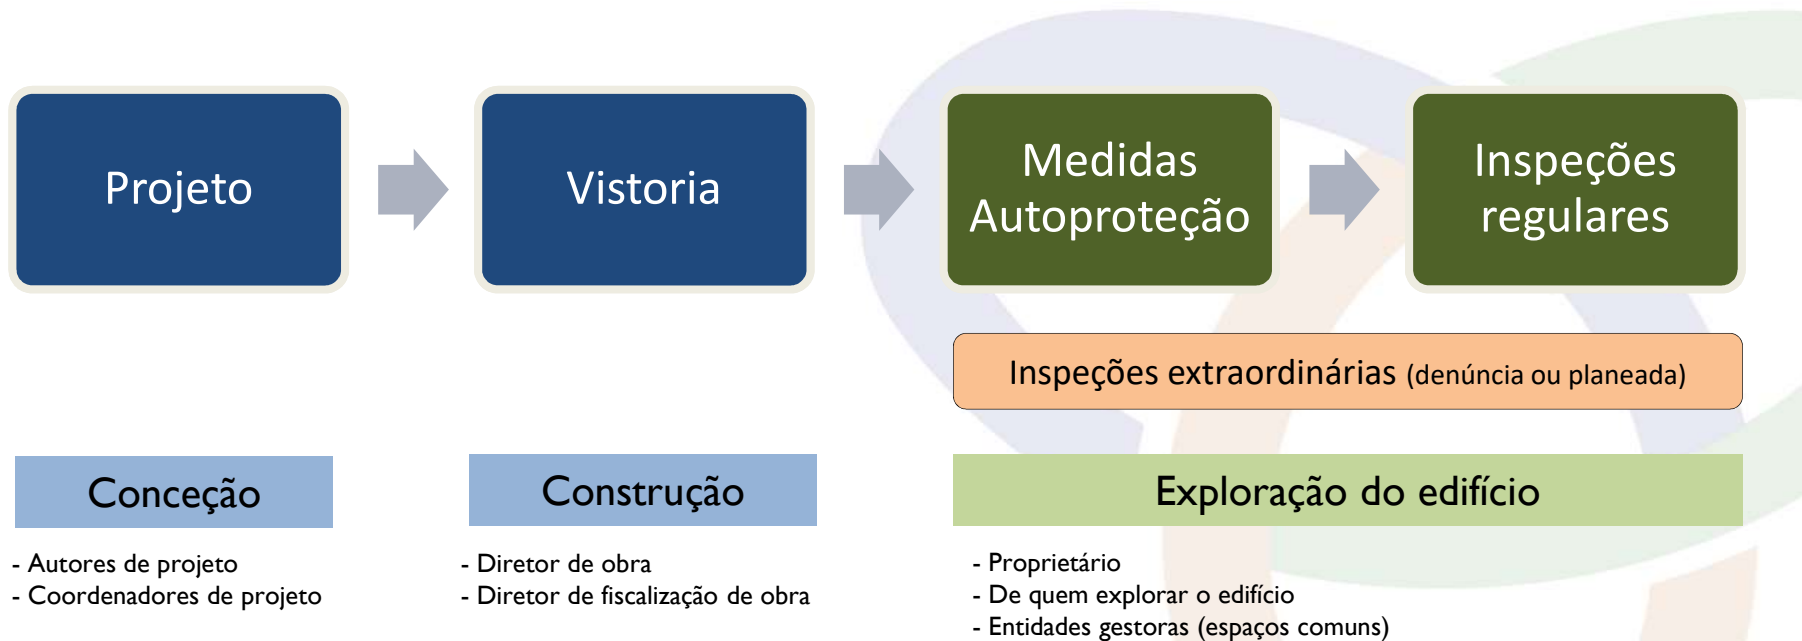 Projeto
Vistoria
Medidas
Autoproteção
Inspeções
regulares
Inspeções extraordinárias (denúncia ou planeada)
Conceção
Construção
Exploração do edifício
- Autores de projeto
- Coordenadores de projeto
- Diretor de obra
- Diretor de fiscalização de obra
- Proprietário
- De quem explorar o edifício
- Entidades gestoras (espaços comuns)